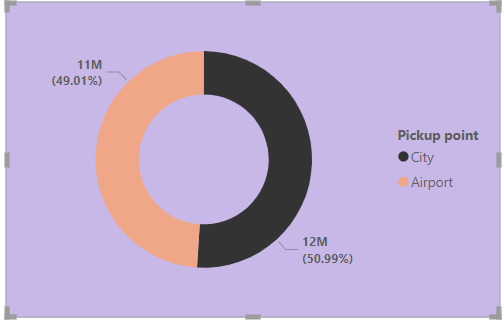 11M
(49.01%)
Pickup point
City
Airport
12M
(50.99%)